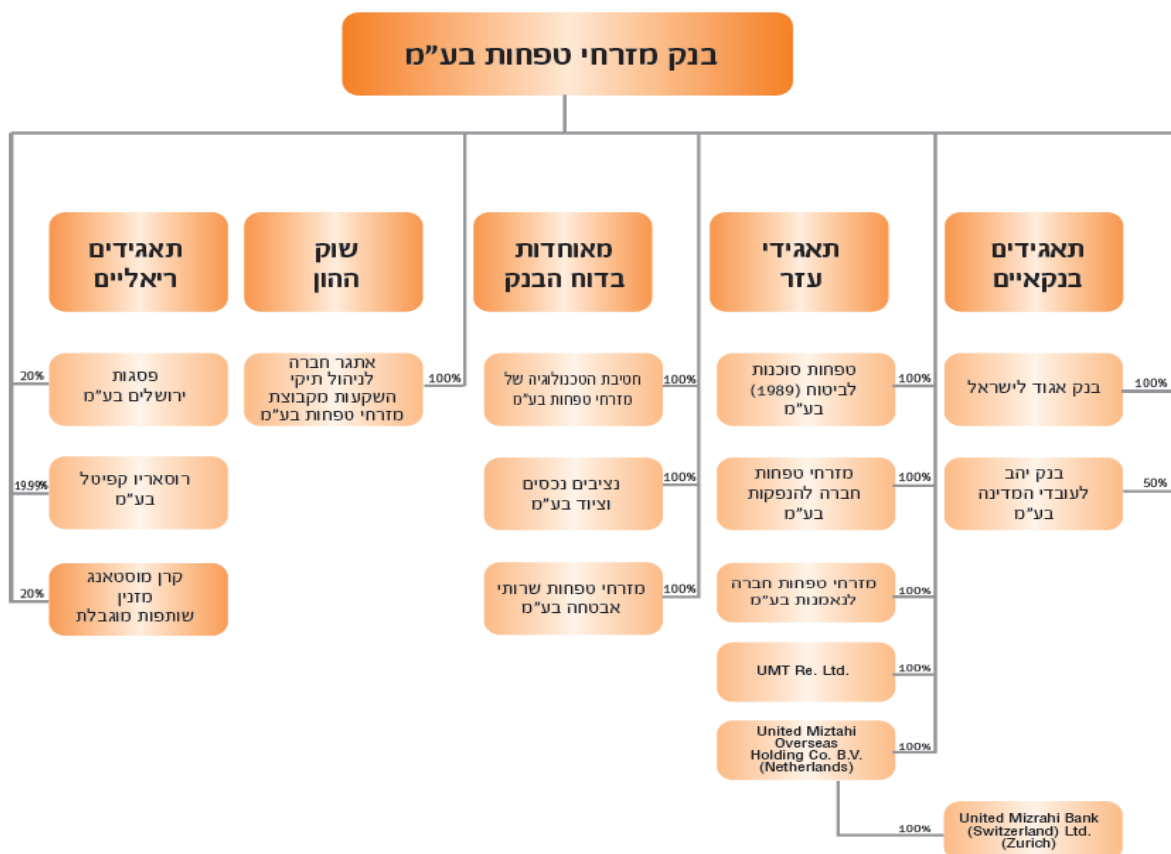 בנק מזרחי טפחות בע"מ
תאגידים
בנקאיים
100%
בנק אגוד לישראל
50%
בנק יהב
לעובדי המדינה
בע"מ
תאגידי
עזר
100%
טפחות סוכנות
לביטוח (1989)
בע"מ
100%
מזרחי טפחות
חברה להנפקות
בע"מ
100%
מזרחי טפחות חברה
לנאמנות בע"מ
100%
UMT Re. Ltd.
100%
United Miztahi
Overseas
Holding Co. B.V.
(Netherlands)
100%
United Mizrahi Bank
(Switzerland) Ltd.
(Zurich)
מאוחדות
בדוח הבנק
100%
חטיבת הטכנולוגיה של
מזרחי טפחות בע"מ
100%
נציבים נכסים
וציוד בע"מ
100%
מזרחי טפחות שרותי
אבטחה בע"מ
שוק
ההון
100%
אתגר חברה
לניהול תיקי
השקעות מקבוצת
מזרחי טפחות בע"מ
תאגידים
ריאליים
20%
פסגות
ירושלים בע"מ
19.99%
רוסאריו קפיטל
בע"מ
20%
קרן מוסטאנג
מזנין
שותפות מוגבלת